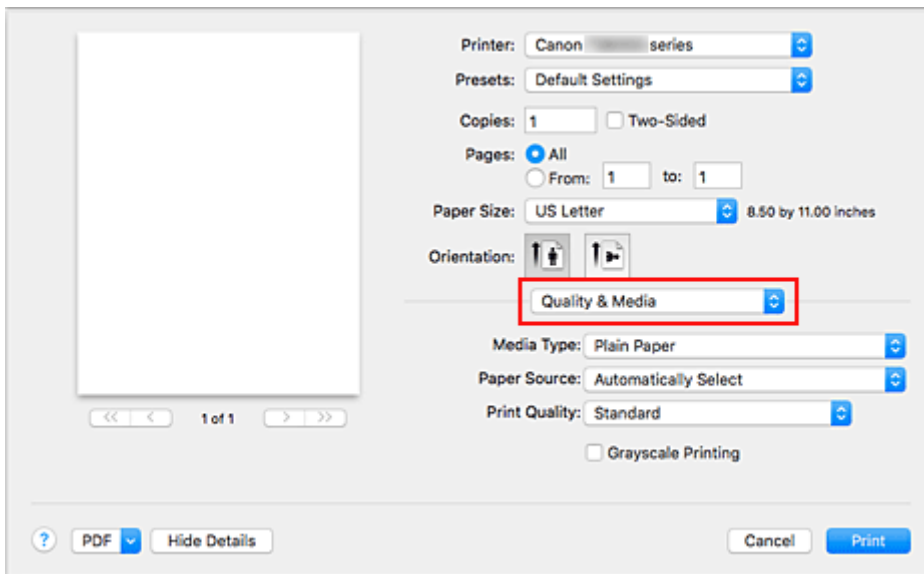 Printer: Canon series
Presets: Default Settings
Copies: 1 Two-Sided
Pages: All
From: 1 to: 1
Paper Size: US Letter 8.50 by 11.00 inches
Orientation:
Quality & Media
Media Type: Plain Paper
Paper Source: Automatically Select
Print Quality: Standard
Grayscale Printing
<< < 1 of 1 > >>
? PDF Hide Details Cancel Print